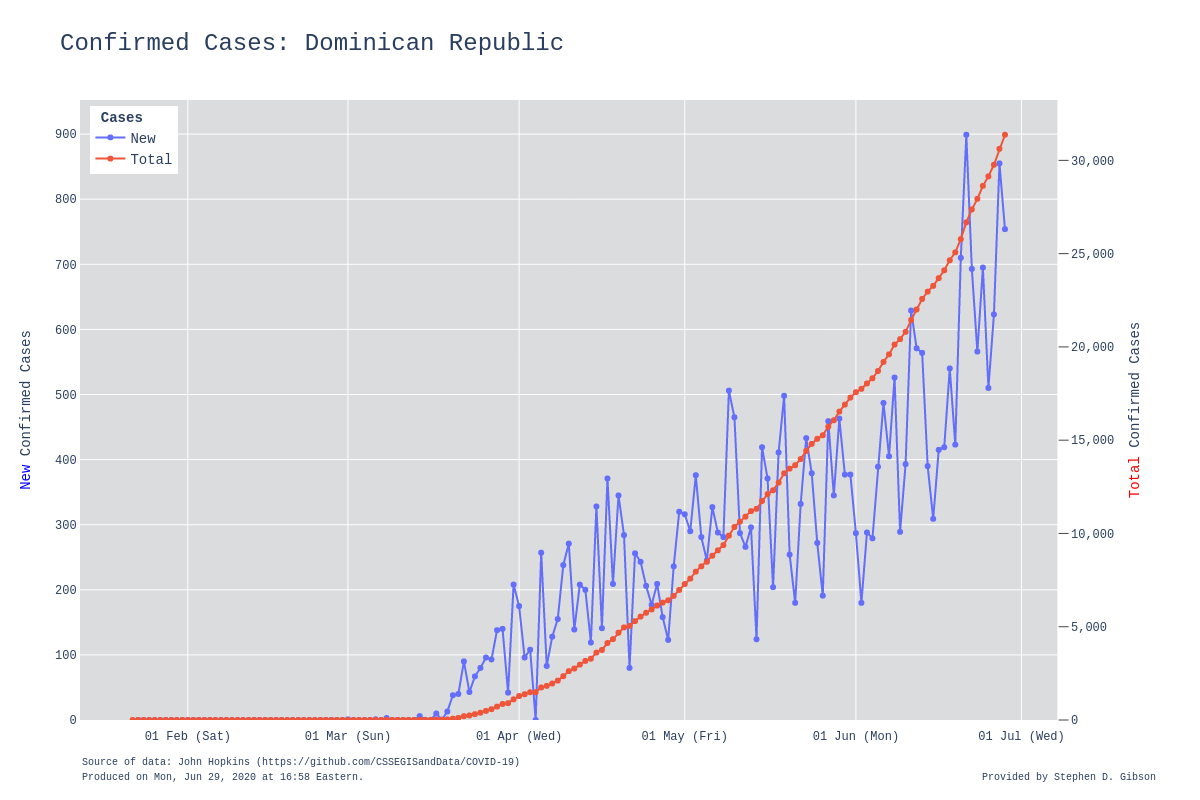 Confirmed Cases: Dominican Republic
Cases
New
Total
900
800
700
600
500
400
300
200
100
0
30,000
25,000
20,000
15,000
10,000
5,000
0
New Confirmed Cases
Total Confirmed Cases
01 Feb (Sat)
01 Mar (Sun)
01 Apr (Wed)
01 May (Fri)
01 Jun (Mon)
01 Jul (Wed)
Source of data: John Hopkins (https://github.com/CSSEGISandData/COVID-19)
Produced on Mon, Jun 29, 2020 at 16:58 Eastern.
Provided by Stephen D. Gibson